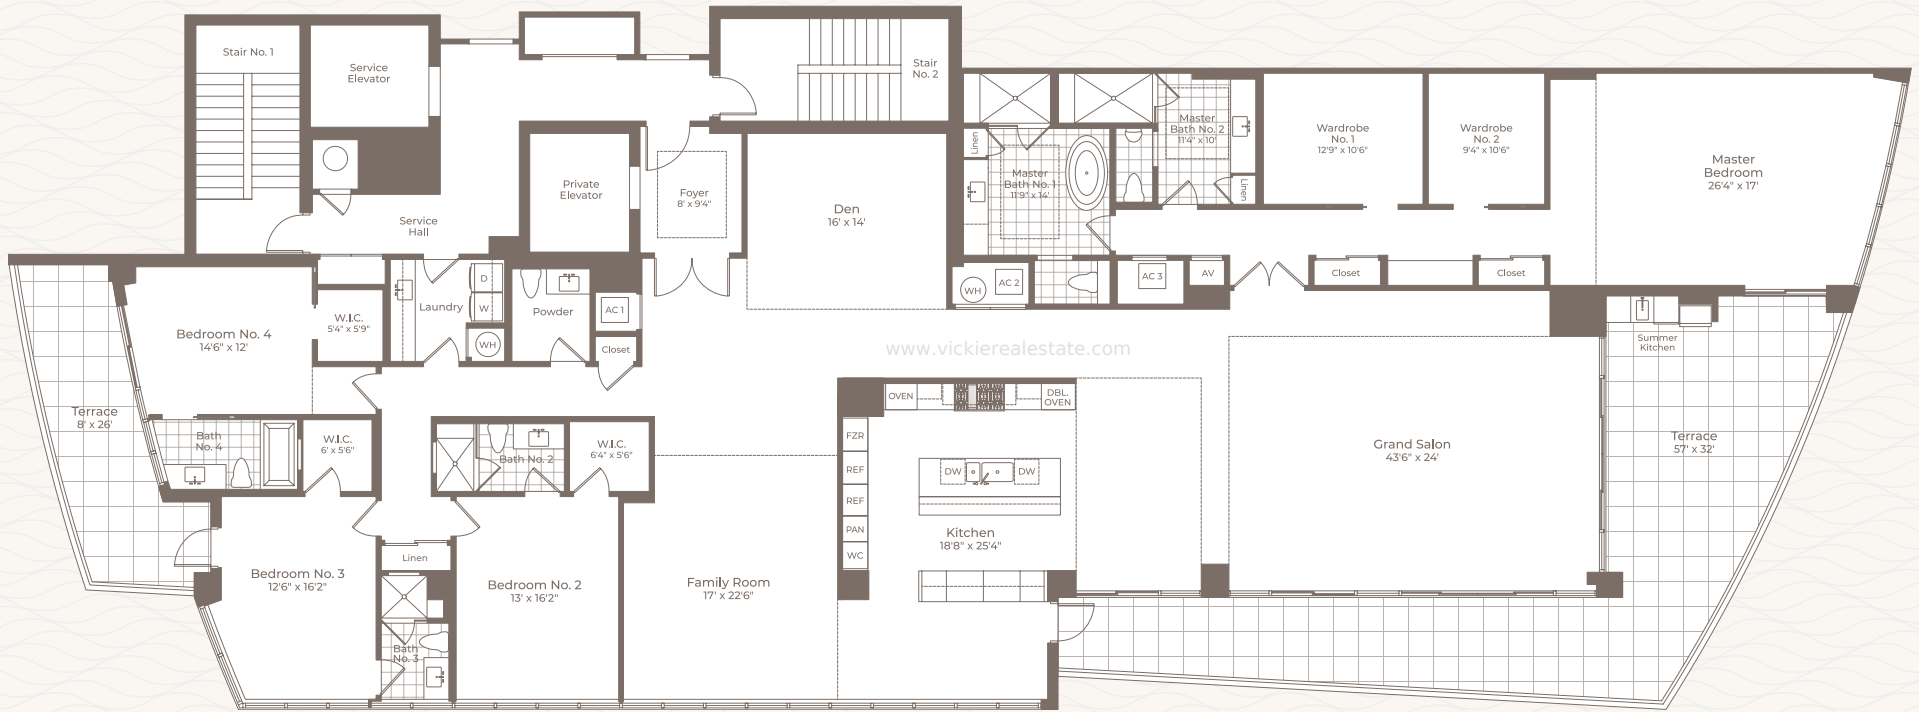 Stair No. 1
Service
Elevator
Stair
No. 2
Service
Hall
Private
Elevator
Foyer
8' x 9'4"
Den
16' x 14'
Linen
Master
Bath No. 1
11'9" x 14'
Master
Bath No. 2
11'4" x 10'
Linen
Wardrobe
No. 1
12'9" x 10'6"
Wardrobe
No. 2
9'4" x 10'6"
Master
Bedroom
26'4" x 17'
WH
AC 2
AC 3
AV
Closet
Closet
Bedroom No. 4
14'6" x 12'
W.I.C.
5'4" x 5'9"
Laundry
D
W
WH
Powder
AC 1
Closet
www.vickierealestate.com
Summer
Kitchen
Terrace
8' x 26'
Bath
No. 4
W.I.C.
6' x 5'6"
Bath No. 2
W.I.C.
6'4" x 5'6"
OVEN
DBL.
OVEN
FZR
REF
REF
PAN
WC
DW
DW
Kitchen
18'8" x 25'4"
Grand Salon
43'6" x 24'
Terrace
57' x 32'
Bedroom No. 3
12'6" x 16'2"
Linen
Bath
No. 3
Bedroom No. 2
13' x 16'2"
Family Room
17' x 22'6"